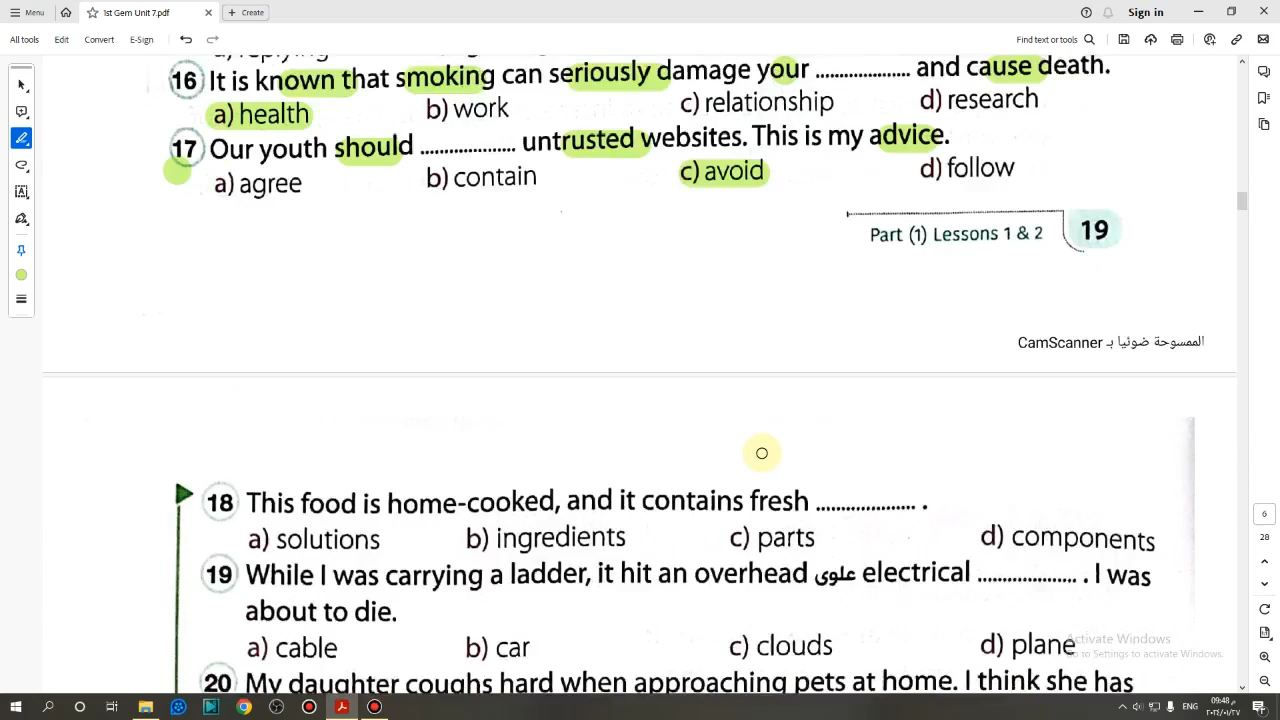 Menu
1st Gem Unit 7.pdf
Create
Sign in
All tools
Edit
Convert
E-Sign
Find text or tools
a) replying
16 It is known that smoking can seriously damage your .................... and cause death.
a) health b) work c) relationship d) research
17 Our youth should .................... untrusted websites. This is my advice.
a) agree b) contain c) avoid d) follow
Part (1) Lessons 1 & 2 19
الممسوحة ضوئيا بـ CamScanner
18 This food is home-cooked, and it contains fresh .................... .
a) solutions b) ingredients c) parts d) components
19 While I was carrying a ladder, it hit an overhead علوى electrical .................... . I was
about to die.
a) cable b) car c) clouds d) plane
Activate Windows
Go to Settings to activate Windows.
20 My daughter coughs hard when approaching pets at home. I think she has
6
28
ENG
09:48 م